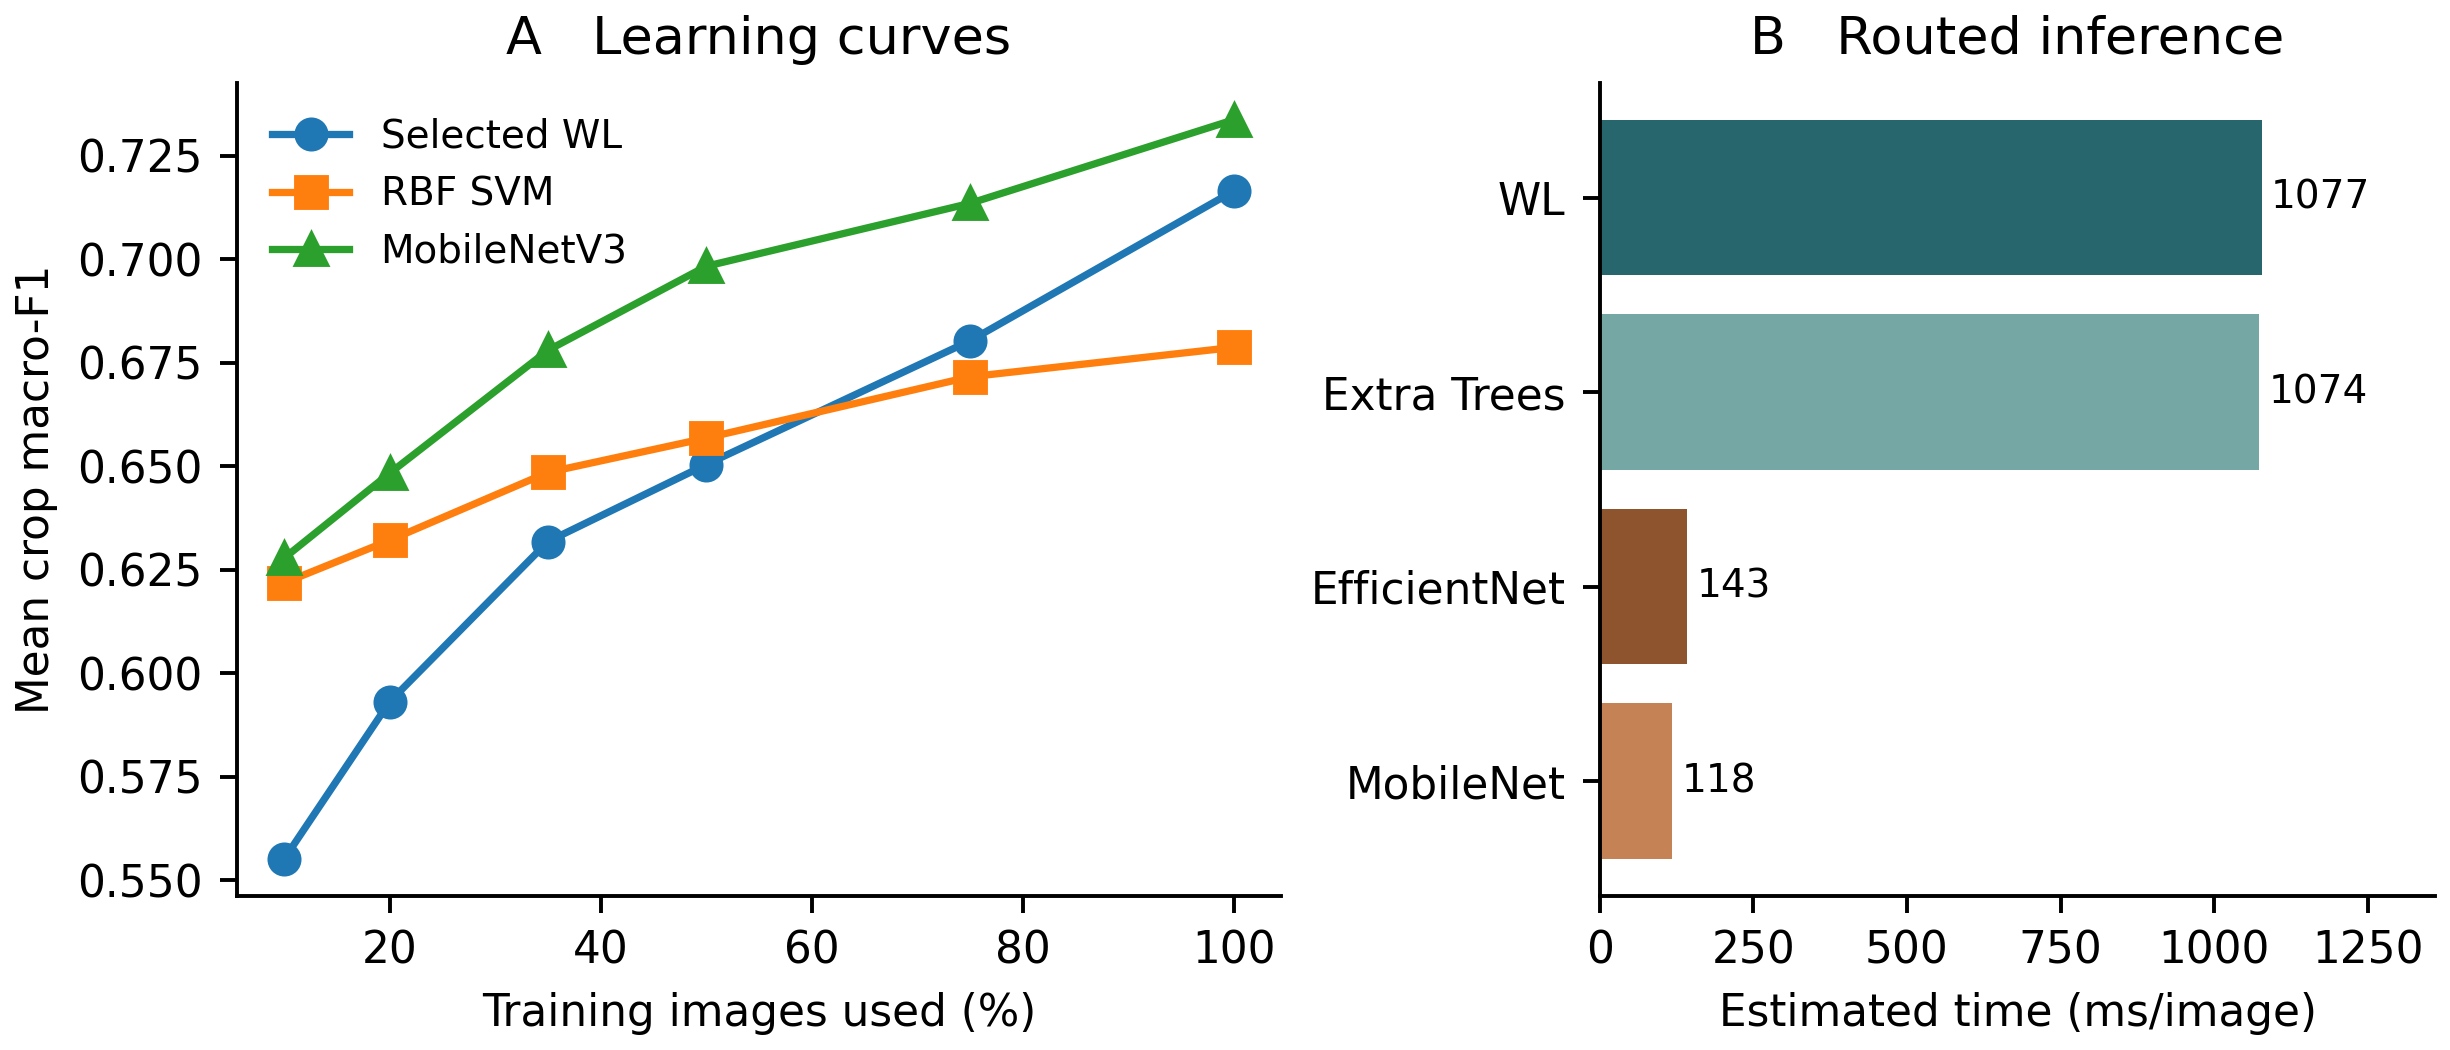 A Learning curves
Selected WL
RBF SVM
MobileNetV3
Mean crop macro-F1
0.725
0.700
0.675
0.650
0.625
0.600
0.575
0.550
20 40 60 80 100
Training images used (%)
B Routed inference
WL 1077
Extra Trees 1074
EfficientNet 143
MobileNet 118
0 250 500 750 1000 1250
Estimated time (ms/image)